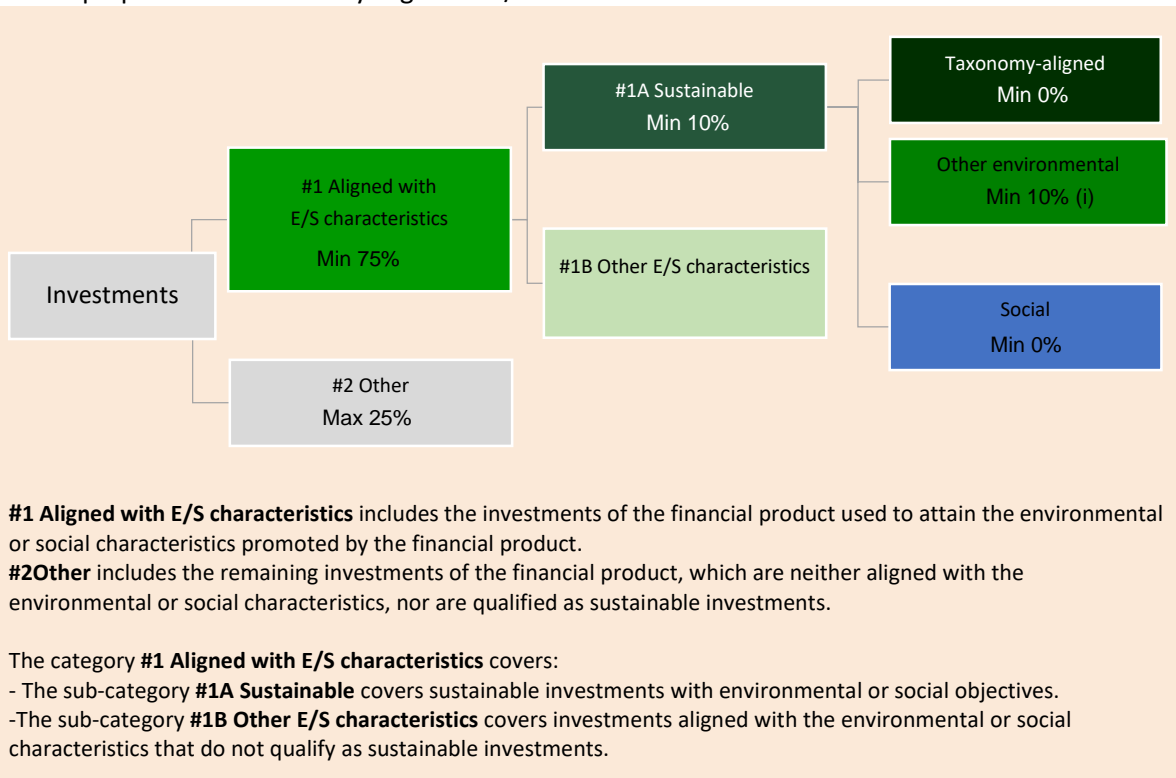 Taxonomy-aligned
Min 0%
#1A Sustainable
Min 10%
Other environmental
Min 10% (i)
#1 Aligned with
E/S characteristics
Min 75%
#1B Other E/S characteristics
Investments
Social
Min 0%
#2 Other
Max 25%
#1 Aligned with E/S characteristics includes the investments of the financial product used to attain the environmental
or social characteristics promoted by the financial product.
#2Other includes the remaining investments of the financial product, which are neither aligned with the
environmental or social characteristics, nor are qualified as sustainable investments.
The category #1 Aligned with E/S characteristics covers:
- The sub-category #1A Sustainable covers sustainable investments with environmental or social objectives.
-The sub-category #1B Other E/S characteristics covers investments aligned with the environmental or social
characteristics that do not qualify as sustainable investments.